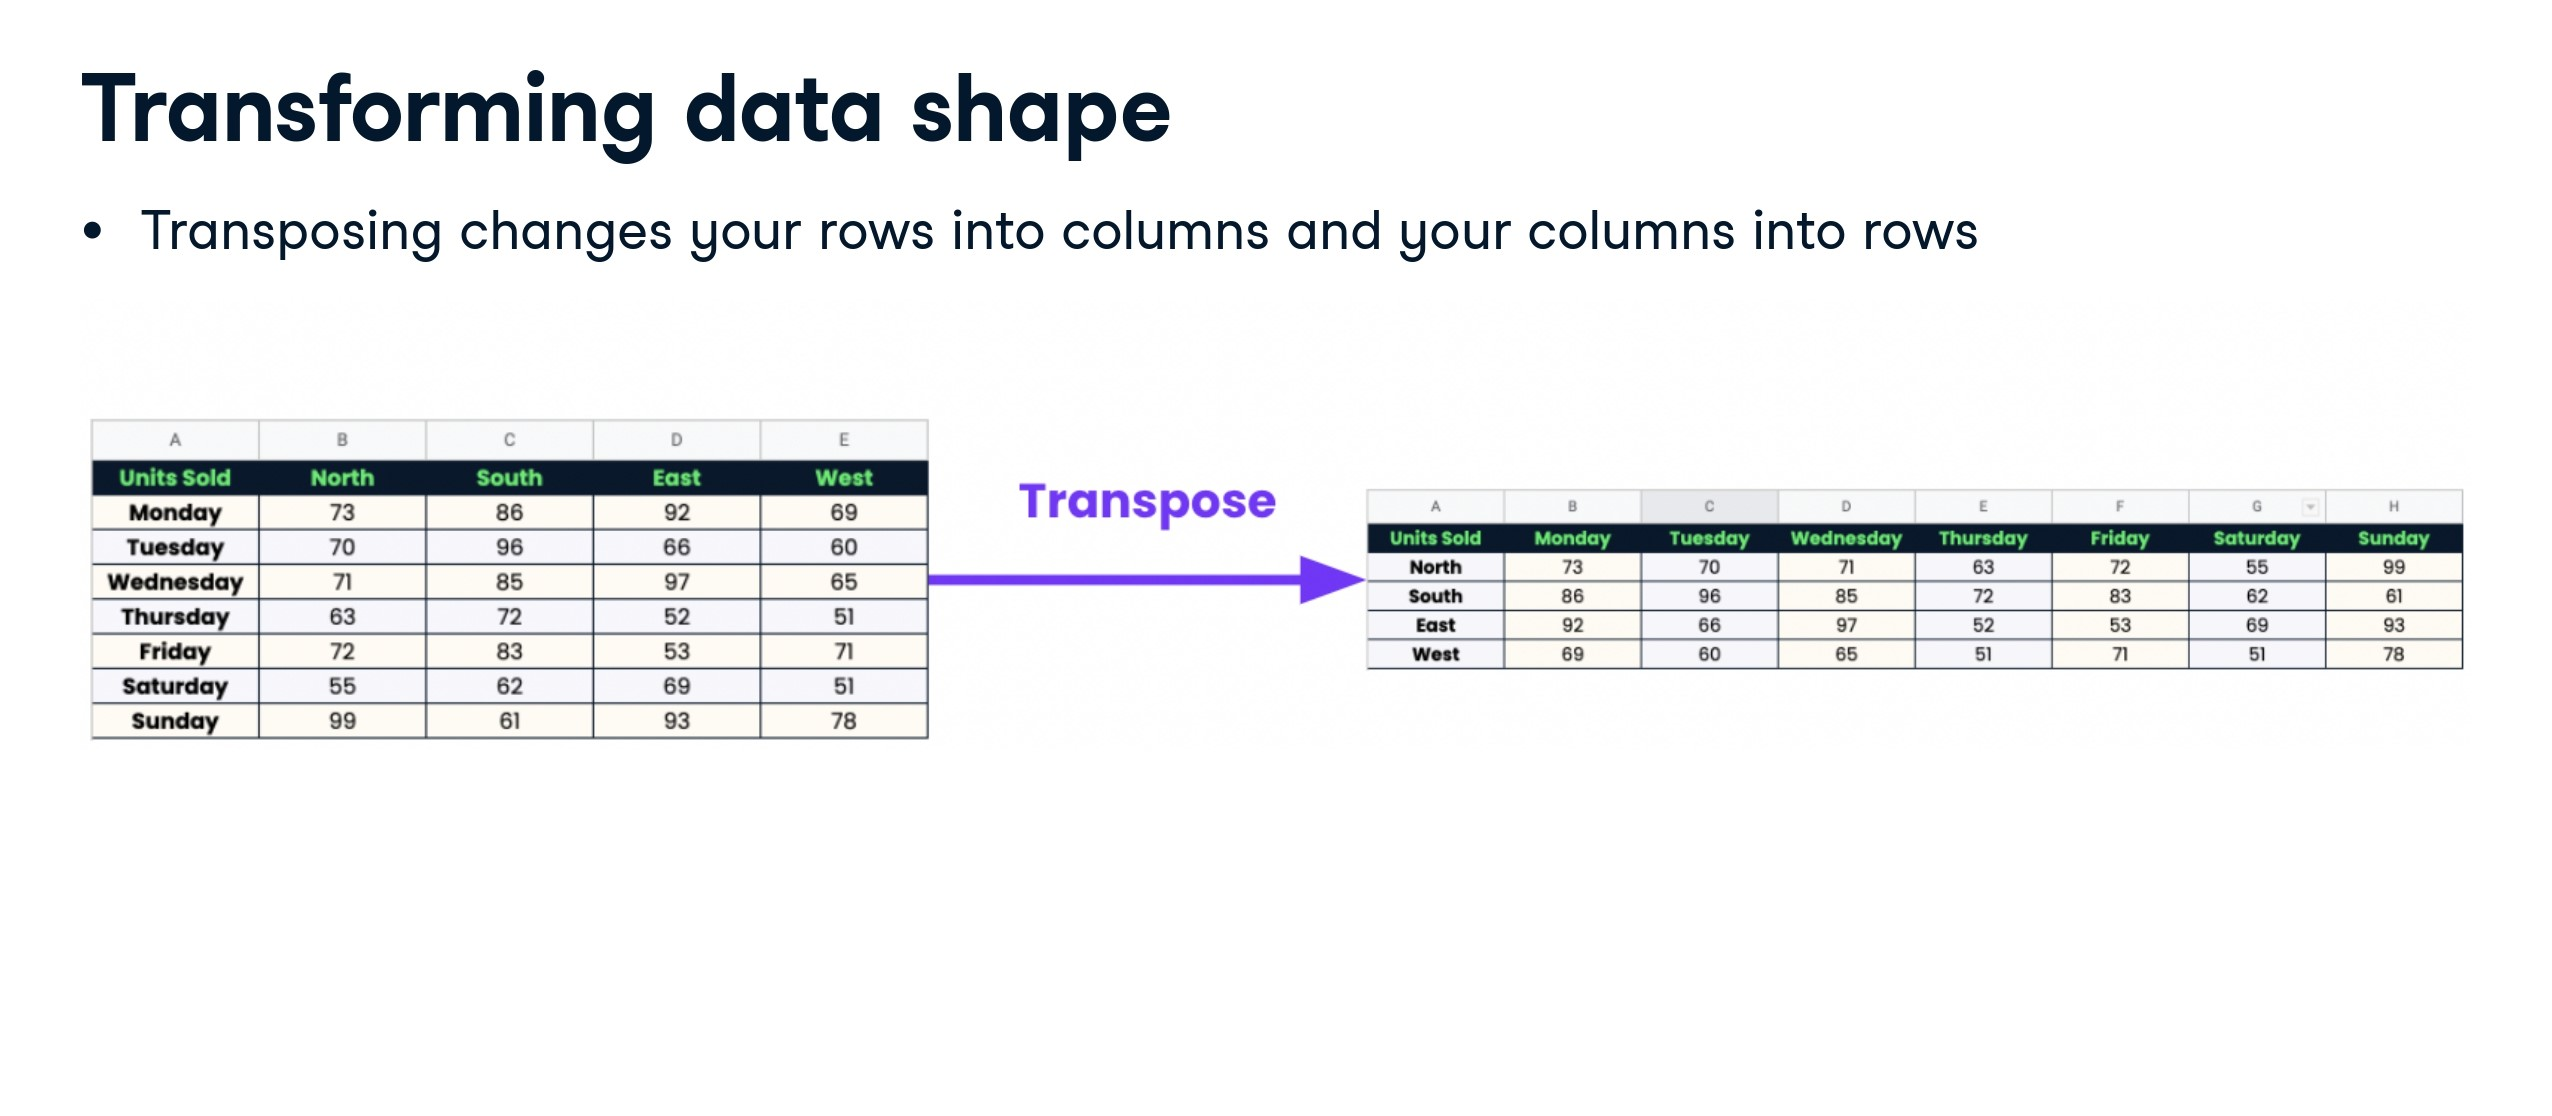 Transforming data shape
• Transposing changes your rows into columns and your columns into rows
A B C D E
Units Sold North South East West
Monday 73 86 92 69
Tuesday 70 96 66 60
Wednesday 71 85 97 65
Thursday 63 72 52 51
Friday 72 83 53 71
Saturday 55 62 69 51
Sunday 99 61 93 78
Transpose
A B C D E F G H
Units Sold Monday Tuesday Wednesday Thursday Friday Saturday Sunday
North 73 70 71 63 72 55 99
South 86 96 85 72 83 62 61
East 92 66 97 52 53 69 93
West 69 60 65 51 71 51 78